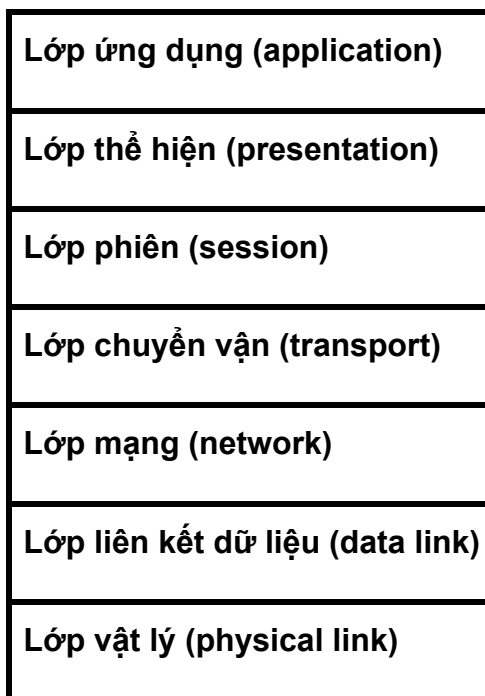 Lớp ứng dụng (application)
Lớp thể hiện (presentation)
Lớp phiên (session)
Lớp chuyển vận (transport)
Lớp mạng (network)
Lớp liên kết dữ liệu (data link)
Lớp vật lý (physical link)